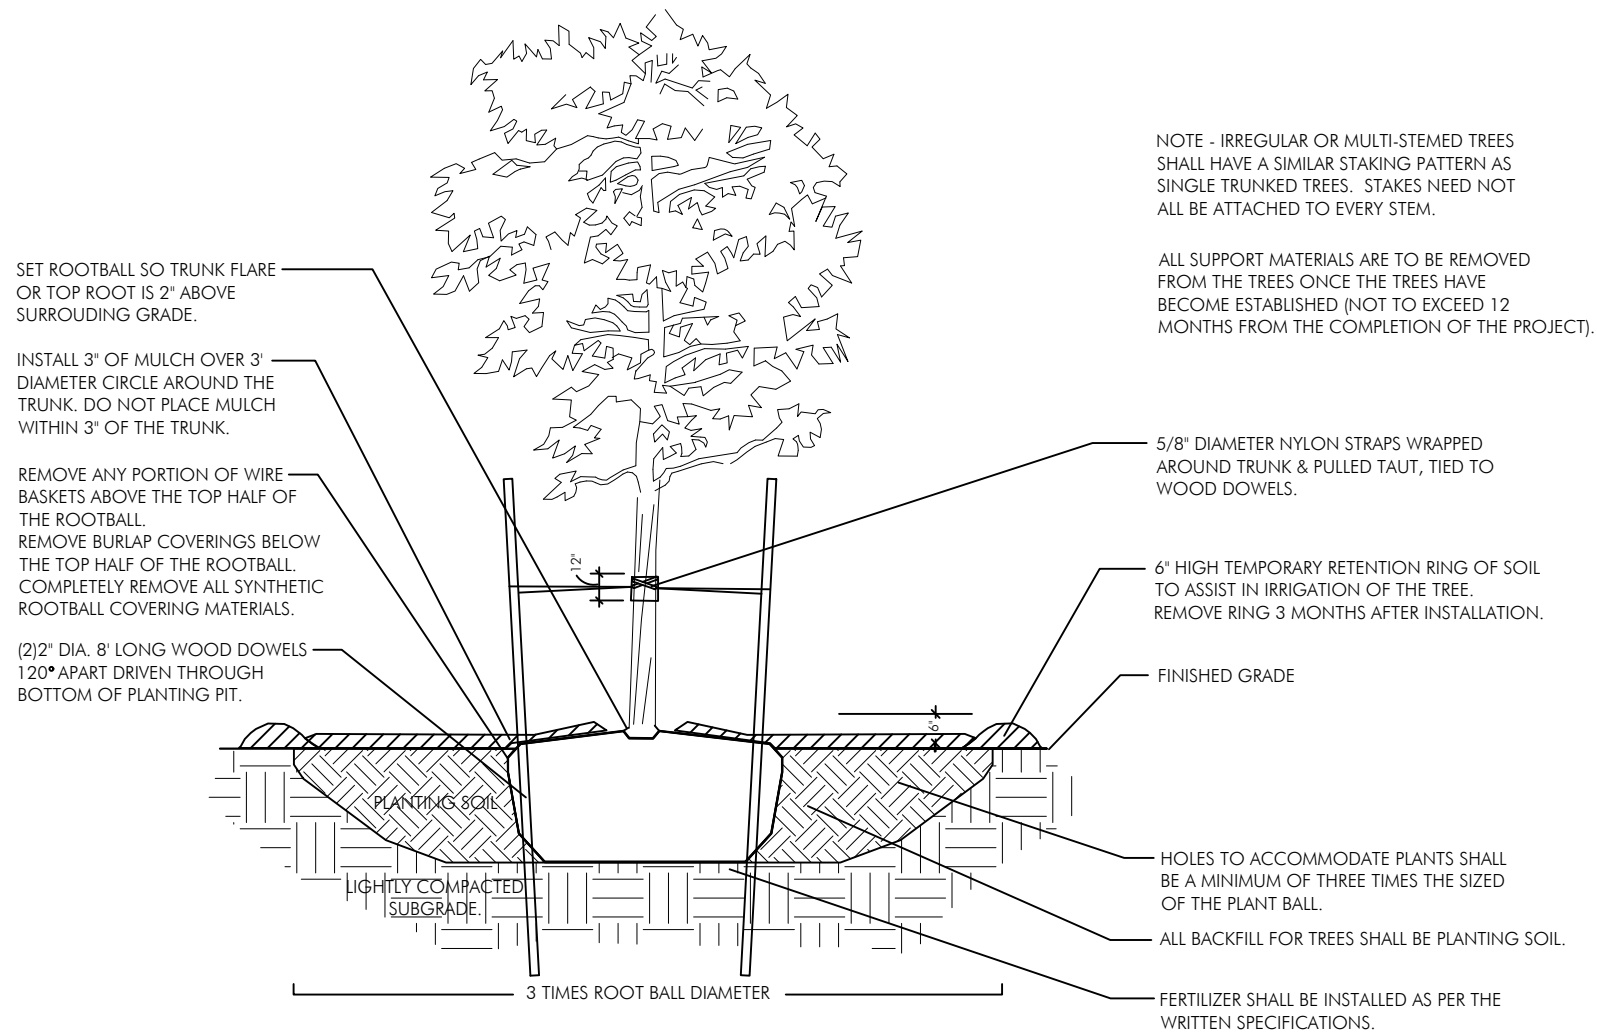 NOTE - IRREGULAR OR MULTI-STEMED TREES
SHALL HAVE A SIMILAR STAKING PATTERN AS
SINGLE TRUNKED TREES. STAKES NEED NOT
ALL BE ATTACHED TO EVERY STEM.
ALL SUPPORT MATERIALS ARE TO BE REMOVED
FROM THE TREES ONCE THE TREES HAVE
BECOME ESTABLISHED (NOT TO EXCEED 12
MONTHS FROM THE COMPLETION OF THE PROJECT).
SET ROOTBALL SO TRUNK FLARE
OR TOP ROOT IS 2" ABOVE
SURROUDING GRADE.
INSTALL 3" OF MULCH OVER 3'
DIAMETER CIRCLE AROUND THE
TRUNK. DO NOT PLACE MULCH
WITHIN 3" OF THE TRUNK.
REMOVE ANY PORTION OF WIRE
BASKETS ABOVE THE TOP HALF OF
THE ROOTBALL.
REMOVE BURLAP COVERINGS BELOW
THE TOP HALF OF THE ROOTBALL.
COMPLETELY REMOVE ALL SYNTHETIC
ROOTBALL COVERING MATERIALS.
(2)2" DIA. 8' LONG WOOD DOWELS
120° APART DRIVEN THROUGH
BOTTOM OF PLANTING PIT.
12"
5/8" DIAMETER NYLON STRAPS WRAPPED
AROUND TRUNK & PULLED TAUT, TIED TO
WOOD DOWELS.
6" HIGH TEMPORARY RETENTION RING OF SOIL
TO ASSIST IN IRRIGATION OF THE TREE.
REMOVE RING 3 MONTHS AFTER INSTALLATION.
FINISHED GRADE
6"
PLANTING SOIL
LIGHTLY COMPACTED
SUBGRADE.
HOLES TO ACCOMMODATE PLANTS SHALL
BE A MINIMUM OF THREE TIMES THE SIZED
OF THE PLANT BALL.
ALL BACKFILL FOR TREES SHALL BE PLANTING SOIL.
3 TIMES ROOT BALL DIAMETER
FERTILIZER SHALL BE INSTALLED AS PER THE
WRITTEN SPECIFICATIONS.